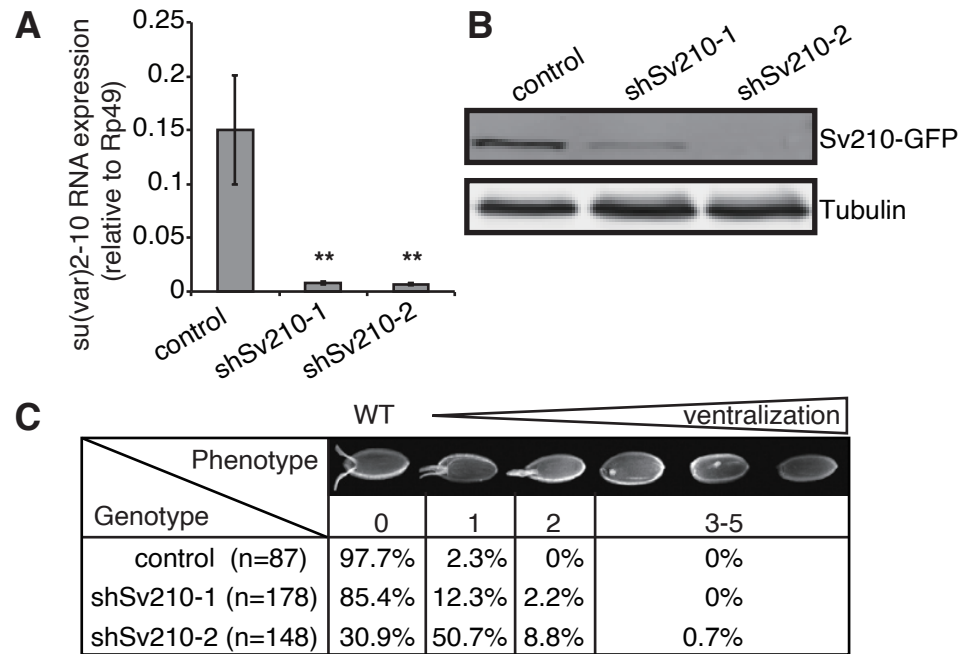 A
su(var)2-10 RNA expression
(relative to Rp49)
0.25
0.2
0.15
0.1
0.05
0
** **
control shSv210-1 shSv210-2
B
control shSv210-1 shSv210-2
Sv210-GFP
Tubulin
C
WT ventralization
Phenotype
Genotype 0 1 2 3-5
control (n=87) 97.7% 2.3% 0% 0%
shSv210-1 (n=178) 85.4% 12.3% 2.2% 0%
shSv210-2 (n=148) 30.9% 50.7% 8.8% 0.7%